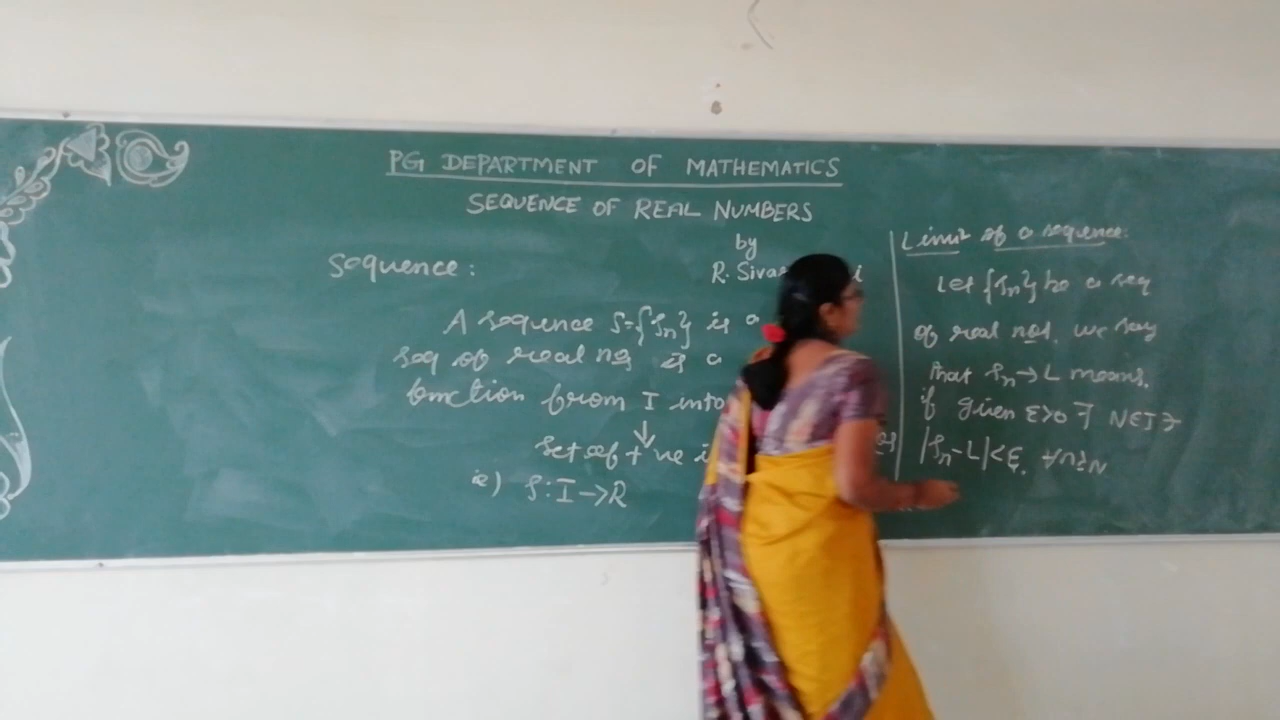 PG DEPARTMENT OF MATHEMATICS
SEQUENCE OF REAL NUMBERS
by
R. Sivas
Sequence:
A sequence S={Sn} is a
seq of real nos is a
function from I into
↓
set of +ve i
ie) S: I→R
Limit of a sequence:
Let {Sn} be a seq
of real nos. we say
that Sn→L means.
if given ε>0 ∃ N∈I ∋
|Sn-L|<ε. ∀n≥N